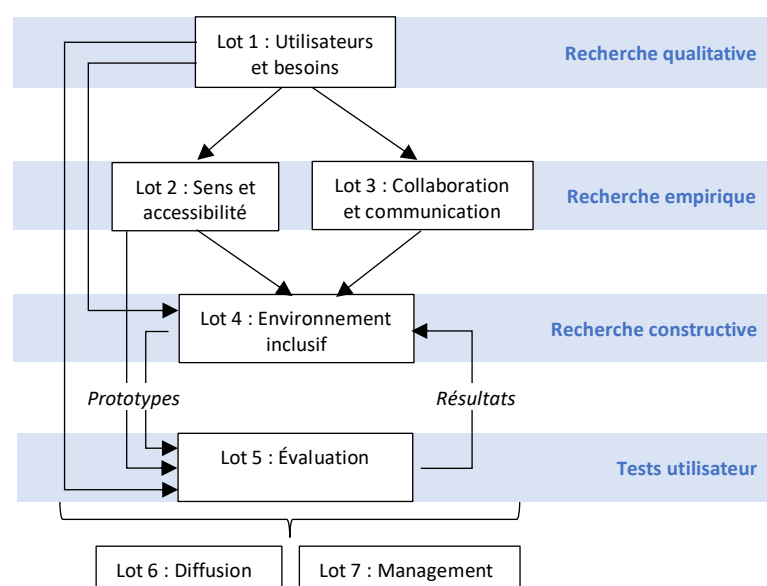 Lot 1 : Utilisateurs
et besoins
Recherche qualitative
Lot 2 : Sens et
accessibilité
Lot 3 : Collaboration
et communication
Recherche empirique
Lot 4 : Environnement
inclusif
Recherche constructive
Prototypes
Résultats
Lot 5 : Évaluation
Tests utilisateur
Lot 6 : Diffusion
Lot 7 : Management